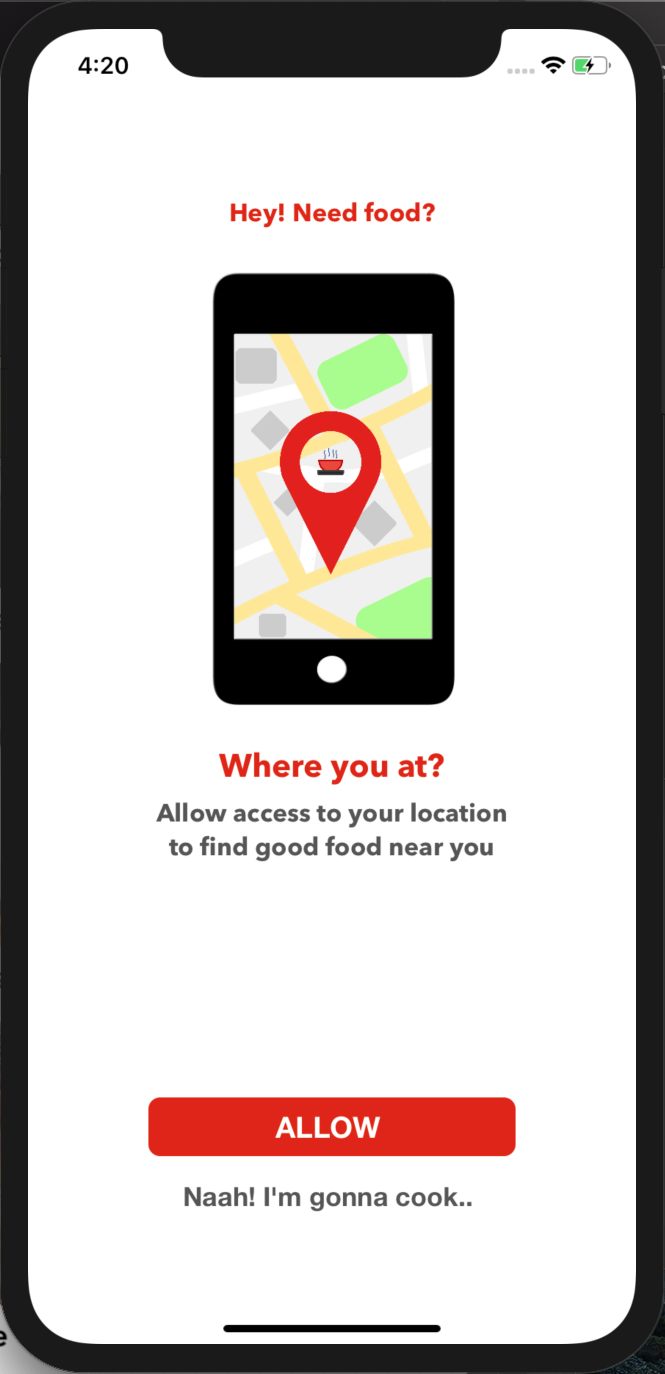 4:20
Hey! Need food?
Where you at?
Allow access to your location
to find good food near you
ALLOW
Naah! I'm gonna cook..
e